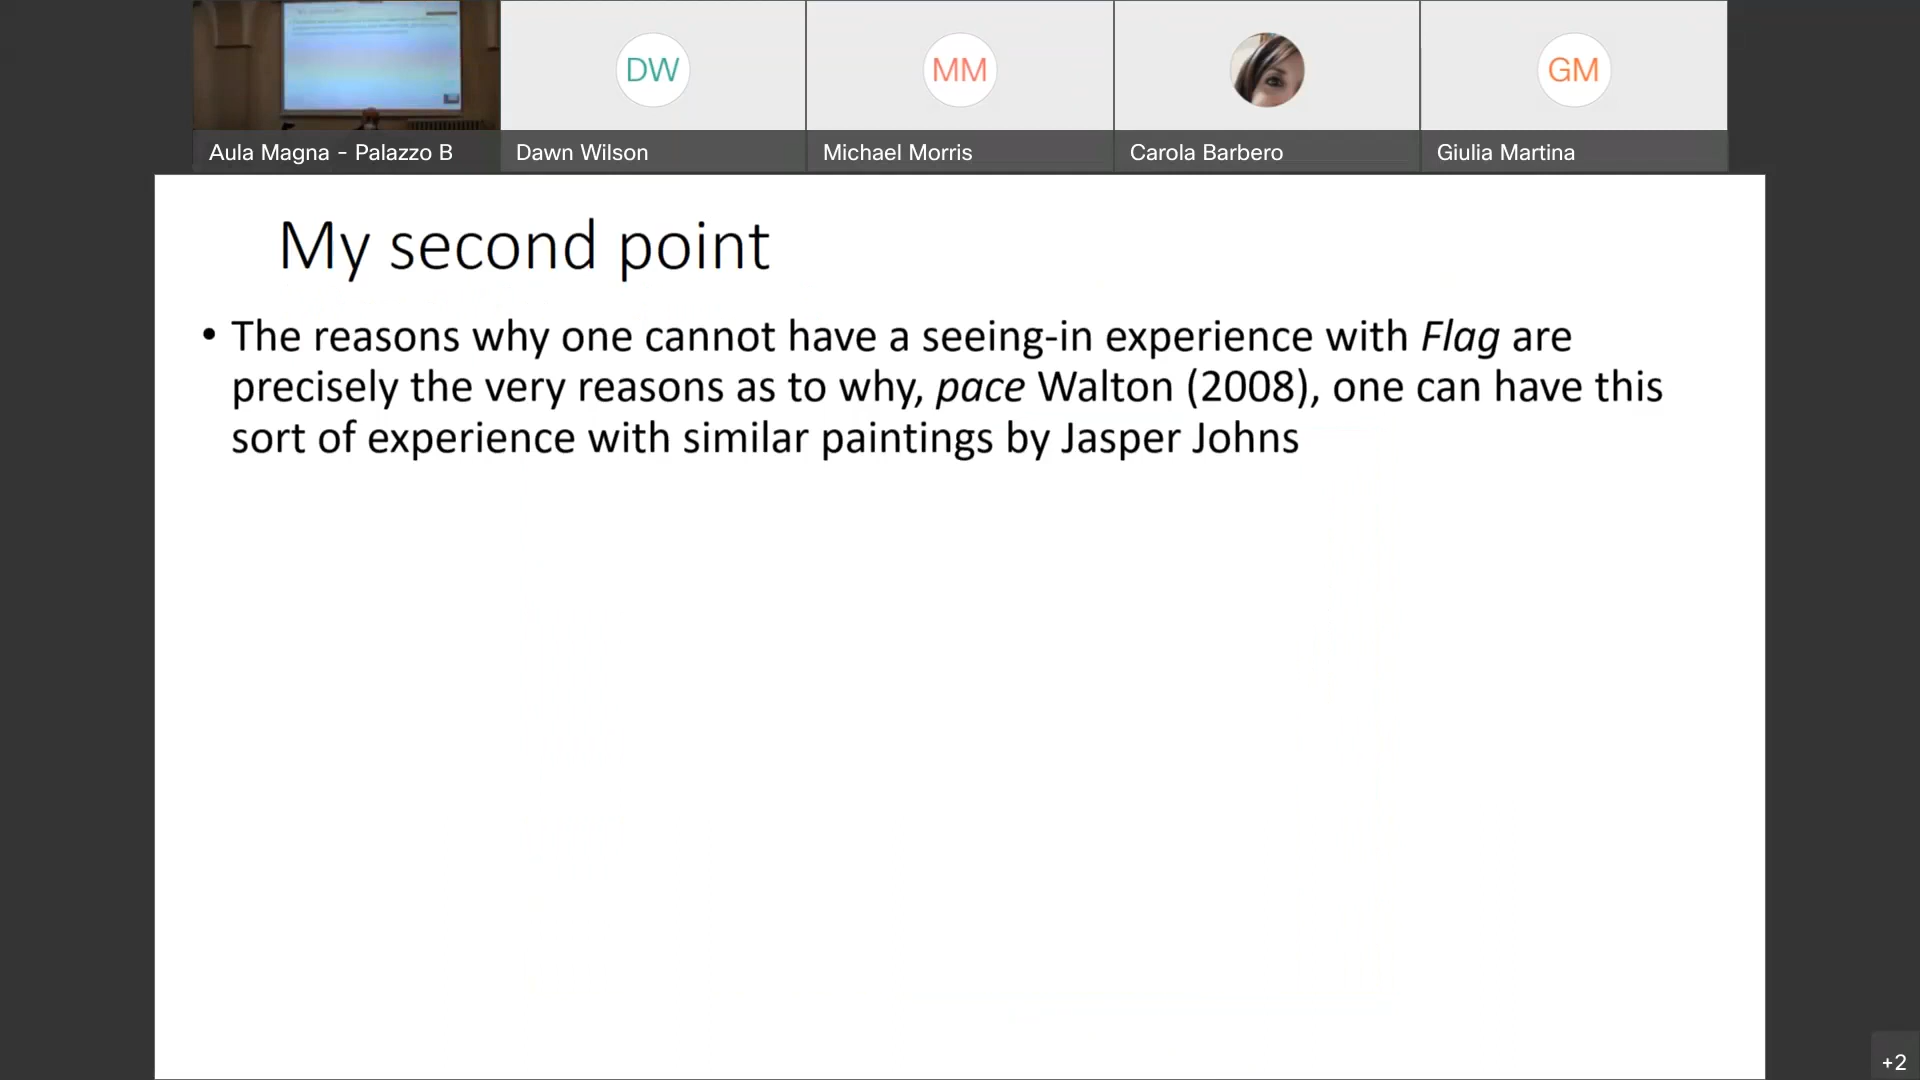 DW
MM
GM
Aula Magna - Palazzo B
Dawn Wilson
Michael Morris
Carola Barbero
Giulia Martina
My second point
• The reasons why one cannot have a seeing-in experience with Flag are
precisely the very reasons as to why, pace Walton (2008), one can have this
sort of experience with similar paintings by Jasper Johns
+2